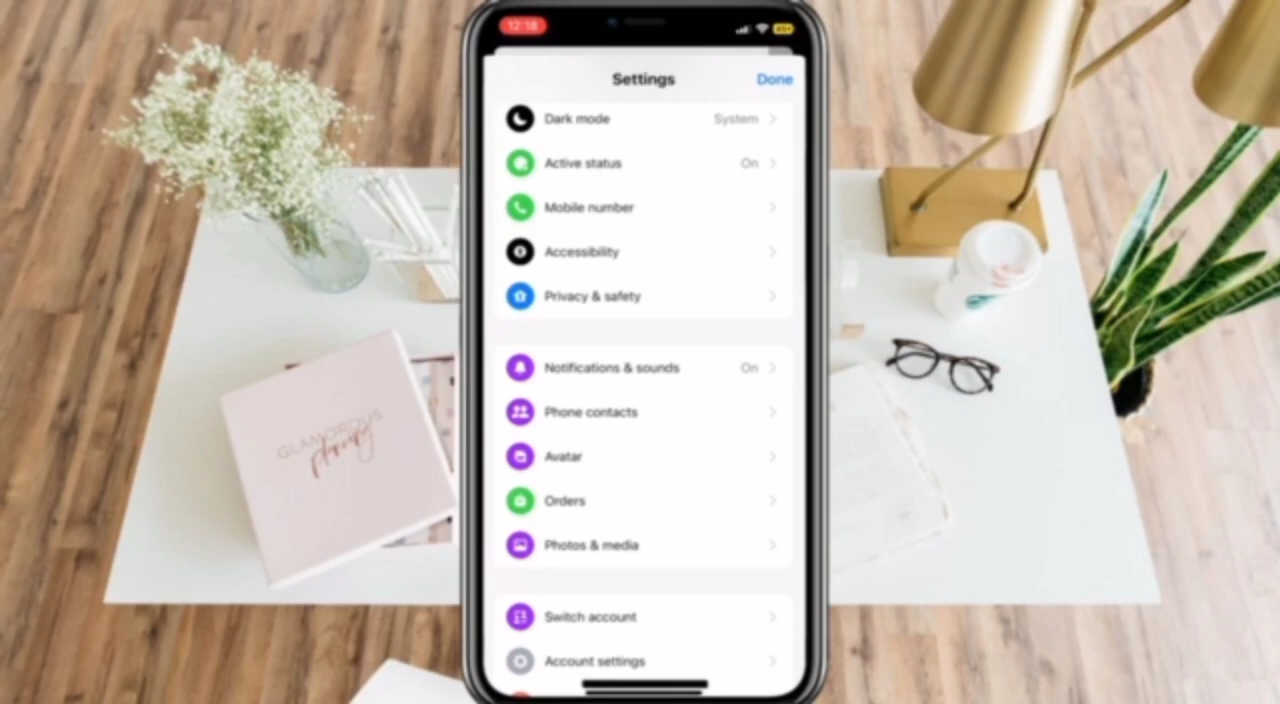 12:18
Settings
Done
Dark mode
System
Active status
On
Mobile number
Accessibility
Privacy & safety
Notifications & sounds
On
Phone contacts
Avatar
Orders
Photos & media
Switch account
Account settings
GLAMOROUS
planning